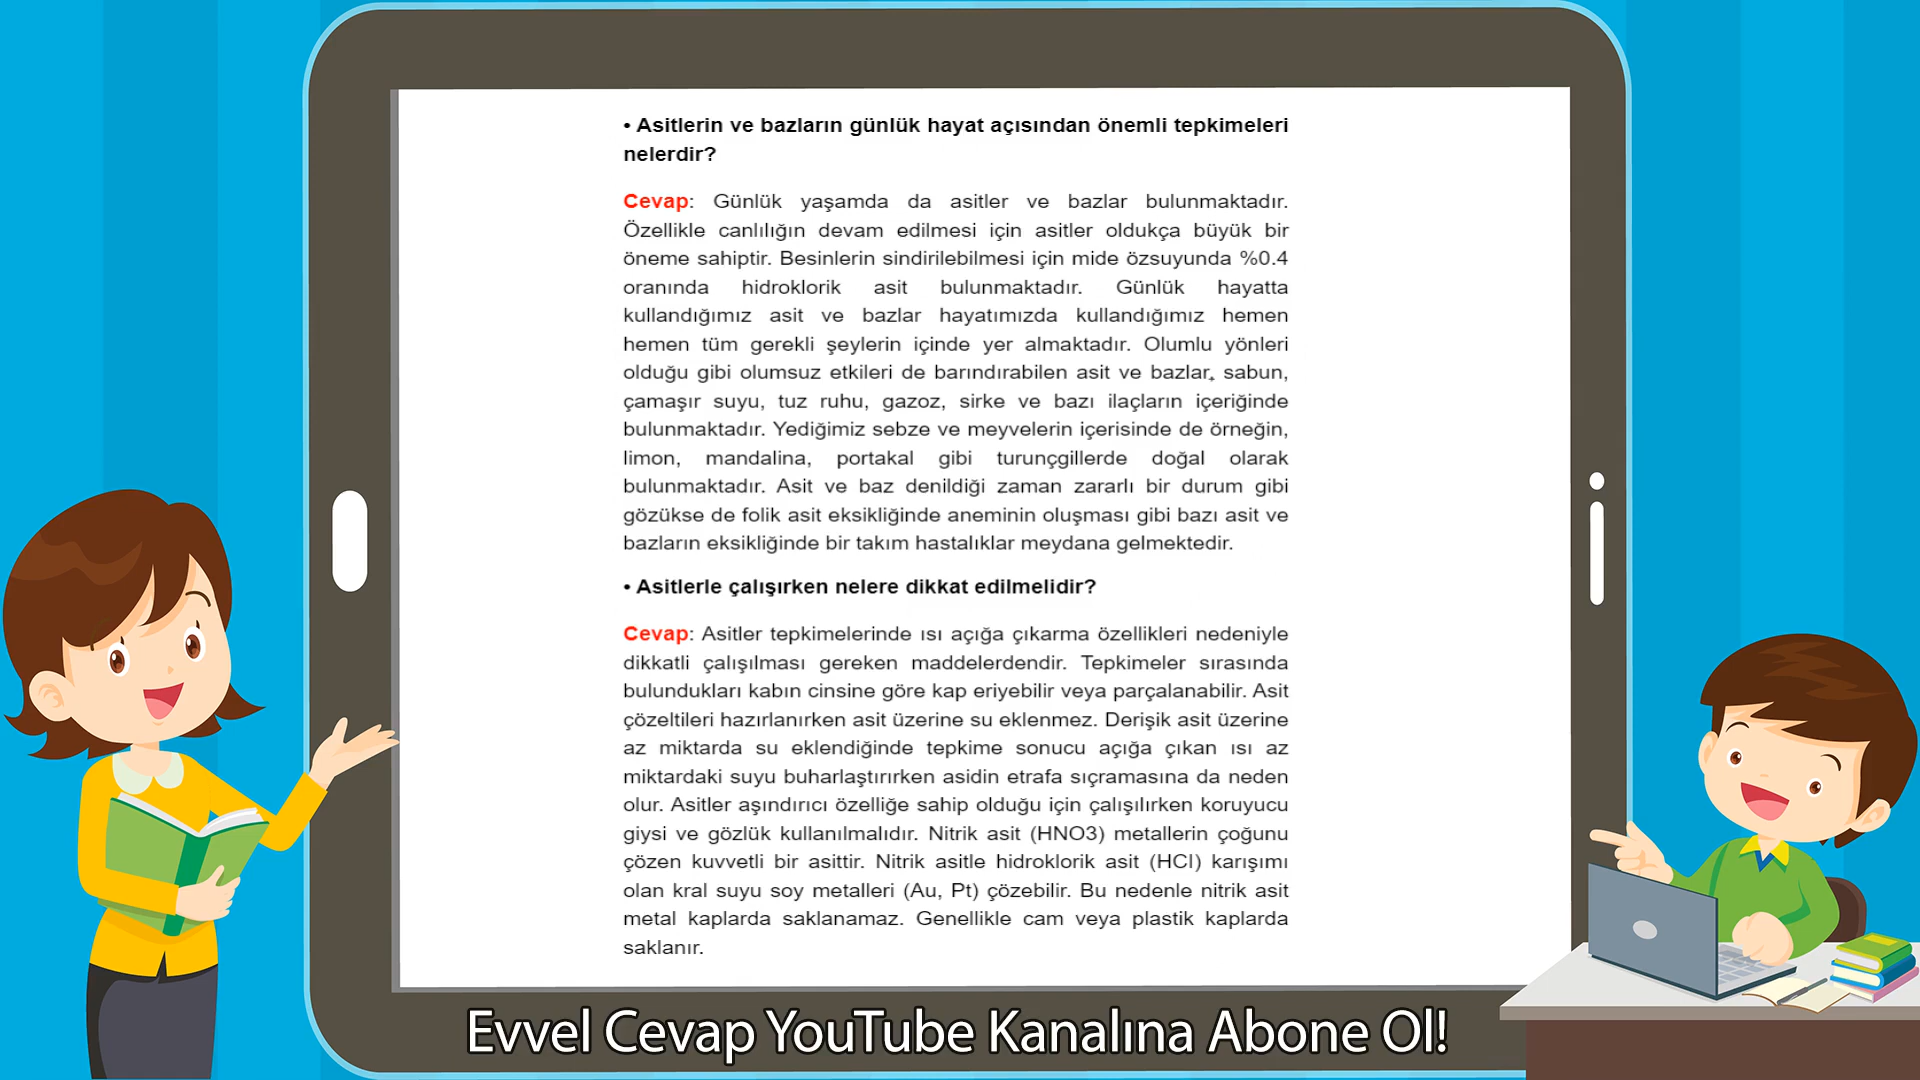 • Asitlerin ve bazların günlük hayat açısından önemli tepkimeleri
nelerdir?
Cevap: Günlük yaşamda da asitler ve bazlar bulunmaktadır.
Özellikle canlılığın devam edilmesi için asitler oldukça büyük bir
öneme sahiptir. Besinlerin sindirilebilmesi için mide özsuyunda %0.4
oranında hidroklorik asit bulunmaktadır. Günlük hayatta
kullandığımız asit ve bazlar hayatımızda kullandığımız hemen
hemen tüm gerekli şeylerin içinde yer almaktadır. Olumlu yönleri
olduğu gibi olumsuz etkileri de barındırabilen asit ve bazlar, sabun,
çamaşır suyu, tuz ruhu, gazoz, sirke ve bazı ilaçların içeriğinde
bulunmaktadır. Yediğimiz sebze ve meyvelerin içerisinde de örneğin,
limon, mandalina, portakal gibi turunçgillerde doğal olarak
bulunmaktadır. Asit ve baz denildiği zaman zararlı bir durum gibi
gözükse de folik asit eksikliğinde aneminin oluşması gibi bazı asit ve
bazların eksikliğinde bir takım hastalıklar meydana gelmektedir.
• Asitlerle çalışırken nelere dikkat edilmelidir?
Cevap: Asitler tepkimelerinde ısı açığa çıkarma özellikleri nedeniyle
dikkatli çalışılması gereken maddelerdendir. Tepkimeler sırasında
bulundukları kabın cinsine göre kap eriyebilir veya parçalanabilir. Asit
çözeltileri hazırlanırken asit üzerine su eklenmez. Derişik asit üzerine
az miktarda su eklendiğinde tepkime sonucu açığa çıkan ısı az
miktardaki suyu buharlaştırırken asidin etrafa sıçramasına da neden
olur. Asitler aşındırıcı özelliğe sahip olduğu için çalışılırken koruyucu
giysi ve gözlük kullanılmalıdır. Nitrik asit (HNO3) metallerin çoğunu
çözen kuvvetli bir asittir. Nitrik asitle hidroklorik asit (HCl) karışımı
olan kral suyu soy metalleri (Au, Pt) çözebilir. Bu nedenle nitrik asit
metal kaplarda saklanamaz. Genellikle cam veya plastik kaplarda
saklanır.
Evvel Cevap YouTube Kanalına Abone Ol!